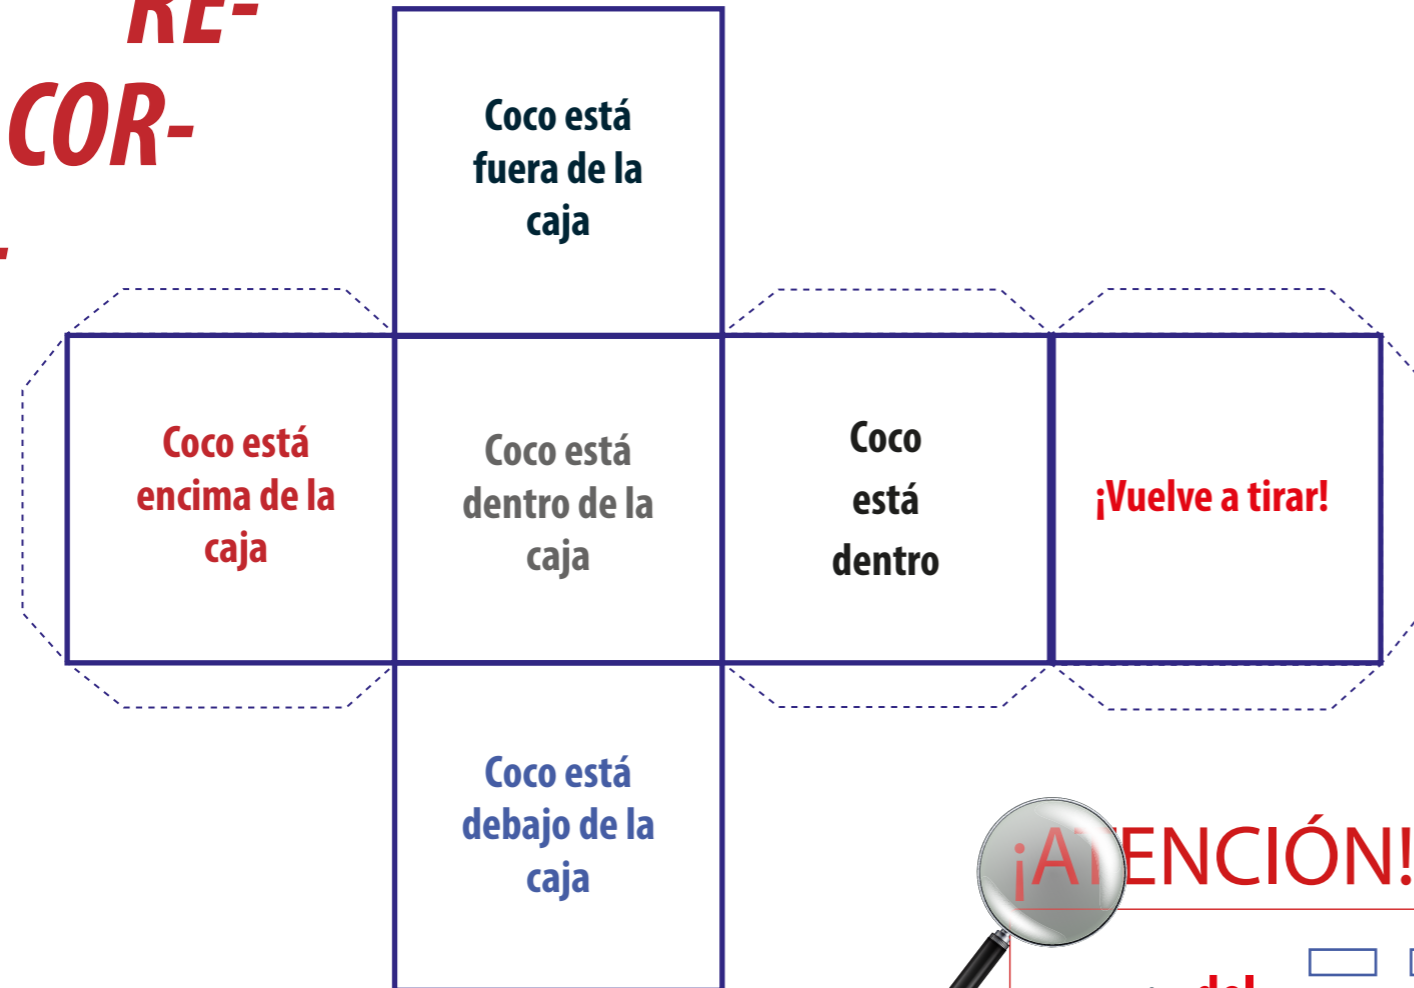 RE-
COR-
Coco está
fuera de la
caja
Coco está
encima de la
caja
Coco está
dentro de la
caja
Coco
está
dentro
¡Vuelve a tirar!
Coco está
debajo de la
caja
¡ATENCIÓN!
del